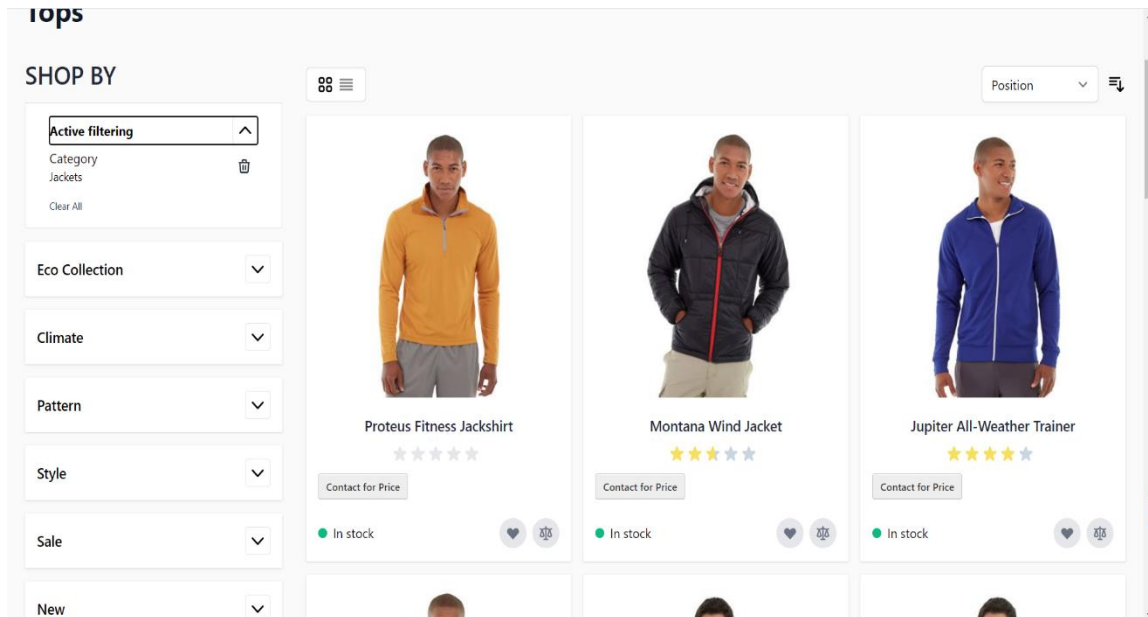 Tops
SHOP BY
Position
Active filtering
Category
Jackets
Clear All
Eco Collection
Climate
Pattern
Style
Sale
New
Proteus Fitness Jackshirt
Contact for Price
In stock
Montana Wind Jacket
Contact for Price
In stock
Jupiter All-Weather Trainer
Contact for Price
In stock